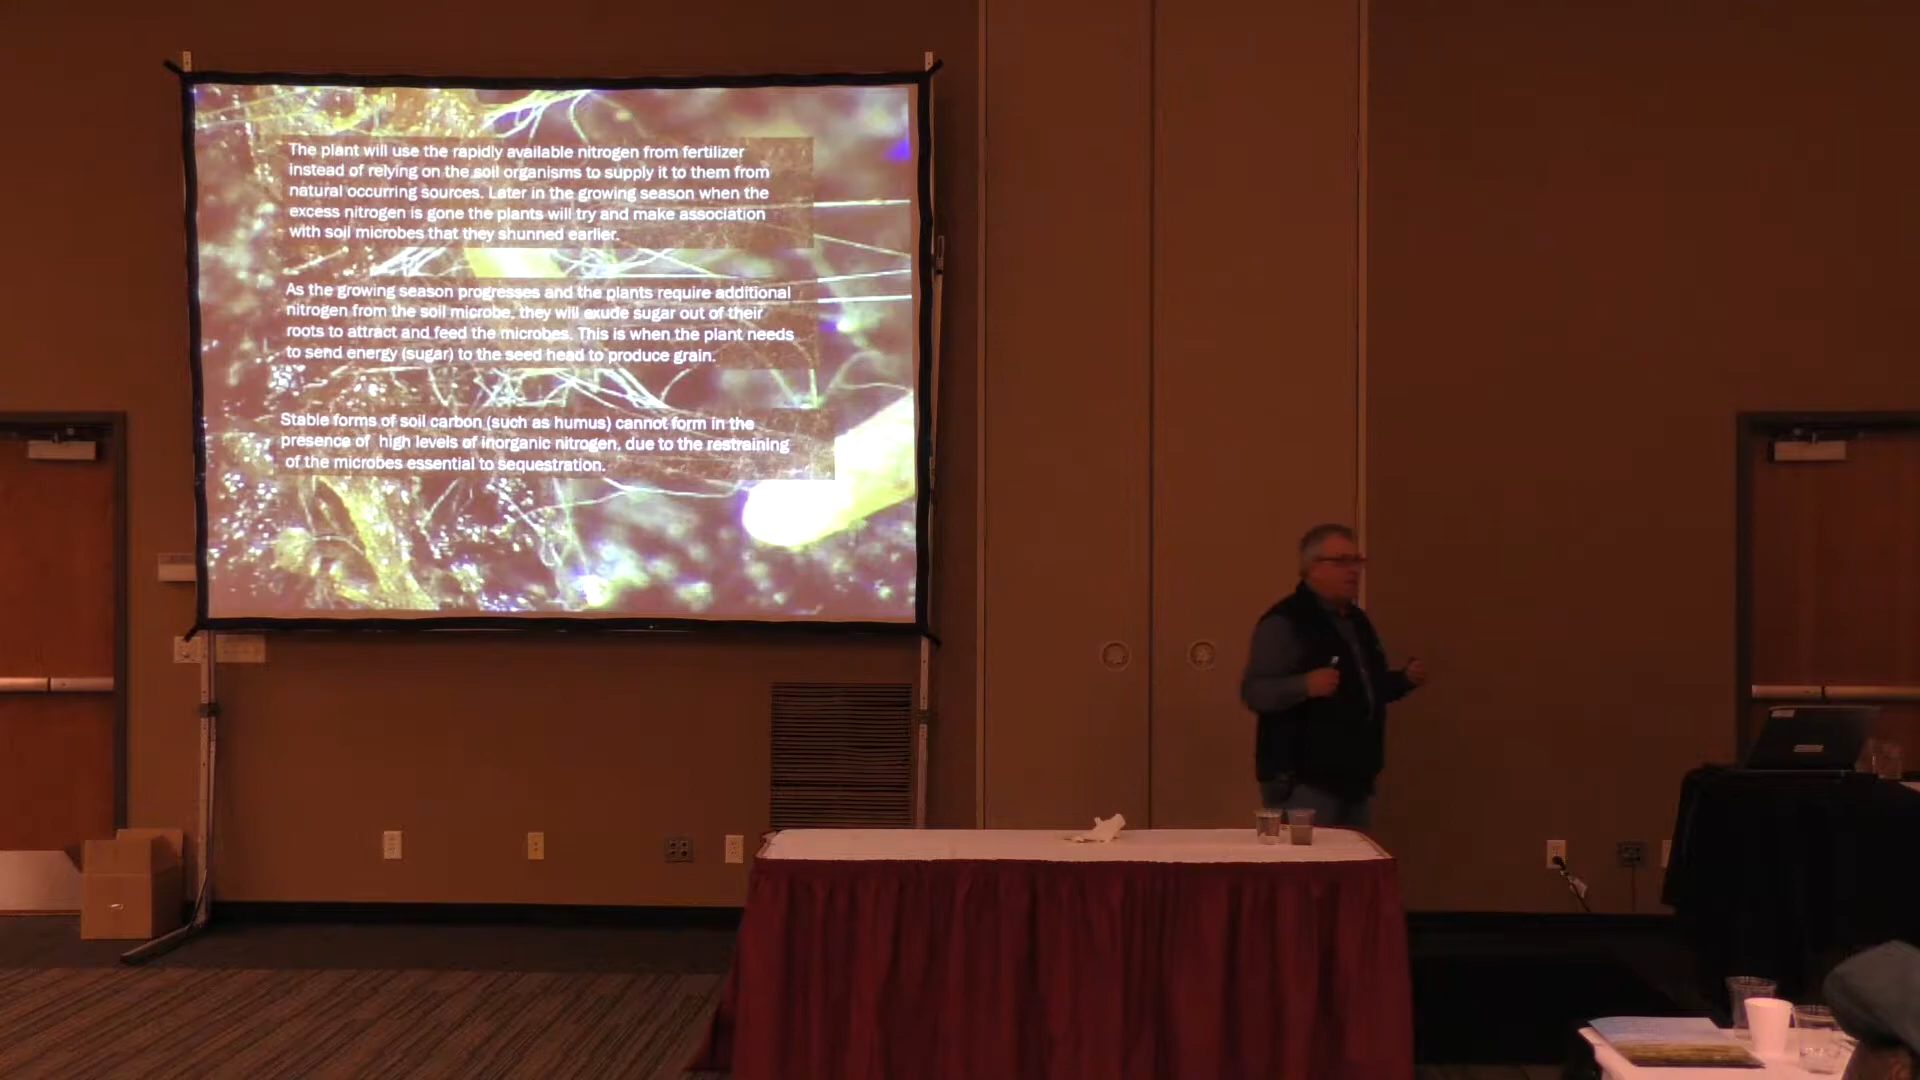 The plant will use the rapidly available nitrogen from fertilizer
instead of relying on the soil organisms to supply it to them from
natural occurring sources. Later in the growing season when the
excess nitrogen is gone the plants will try and make association
with soil microbes that they shunned earlier.
As the growing season progresses and the plants require additional
nitrogen from the soil microbe, they will exude sugar out of their
roots to attract and feed the microbes. This is when the plant needs
to send energy (sugar) to the seed head to produce grain.
Stable forms of soil carbon (such as humus) cannot form in the
presence of high levels of inorganic nitrogen, due to the restraining
of the microbes essential to sequestration.